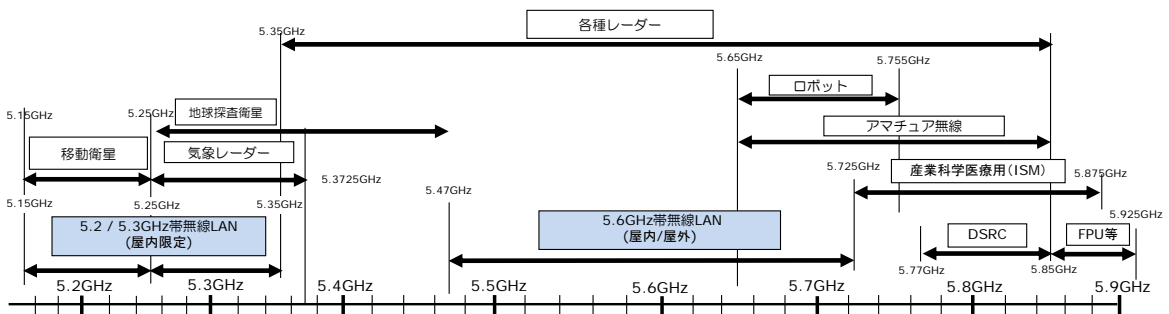 各種レーダー
5.35GHz
5.65GHz
5.755GHz
ロボット
5.15GHz
5.25GHz
地球探査衛星
アマチュア無線
移動衛星
気象レーダー
5.3725GHz
5.725GHz
産業科学医療用(ISM)
5.875GHz
5.15GHz
5.25GHz
5.35GHz
5.47GHz
5.925GHz
5.2 / 5.3GHz帯無線LAN
(屋内限定)
5.6GHz帯無線LAN
(屋内/屋外)
DSRC
FPU等
5.77GHz
5.85GHz
5.2GHz
5.3GHz
5.4GHz
5.5GHz
5.6GHz
5.7GHz
5.8GHz
5.9GHz